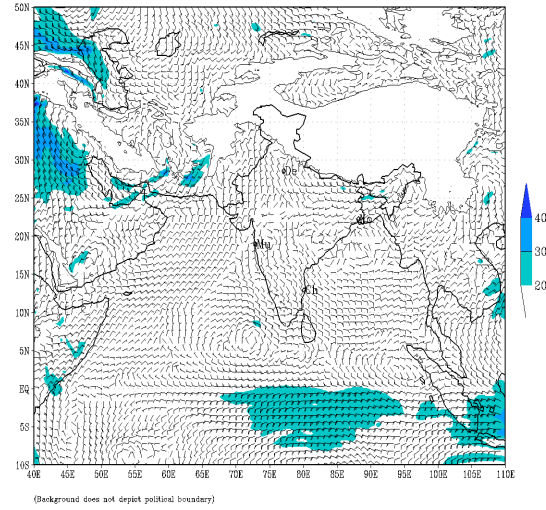 50N
45N
40N
35N
30N
25N
20N
15N
10N
5N
EQ
5S
10S
40E 45E 50E 55E 60E 65E 70E 75E 80E 85E 90E 95E 100E 105E 110E
De
Ko
Mu
Ch
40
30
20
(Background does not depict political boundary)